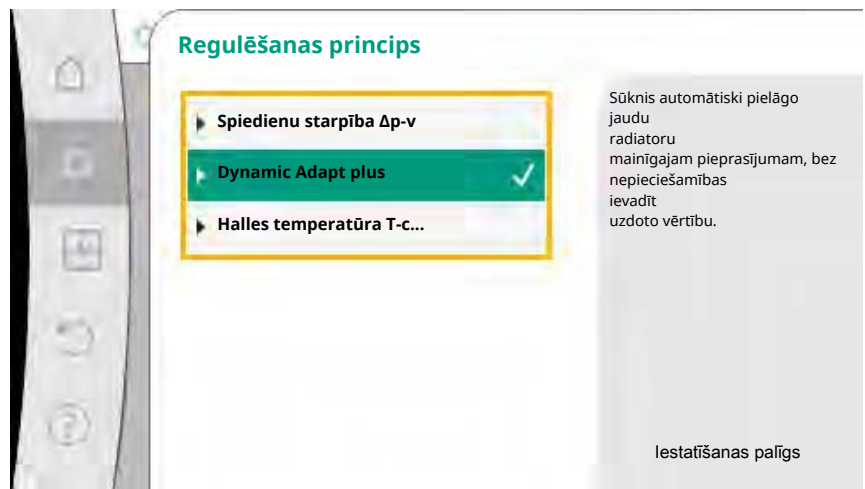 Regulēšanas princips
Spiedienu starpība Δp-v
Dynamic Adapt plus
Halles temperatūra T-c...
Sūknis automātiski pielāgo
jaudu
radiatoru
mainīgajam pieprasījumam, bez
nepieciešamības
ievadīt
uzdoto vērtību.
Iestatīšanas palīgs